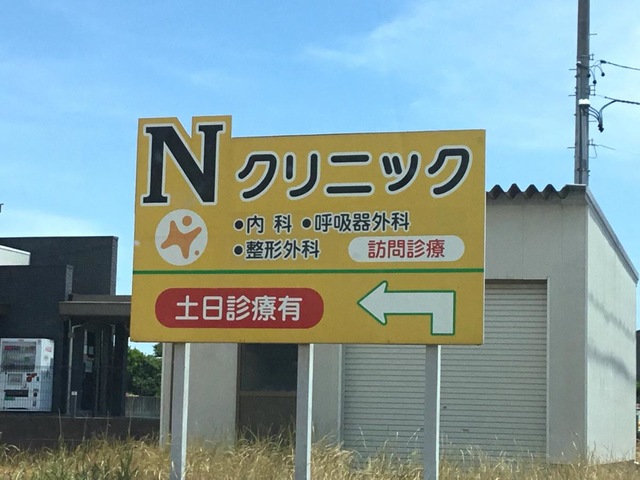 Nクリニック
●内科 ●呼吸器外科
●整形外科 訪問診療
土日診療有